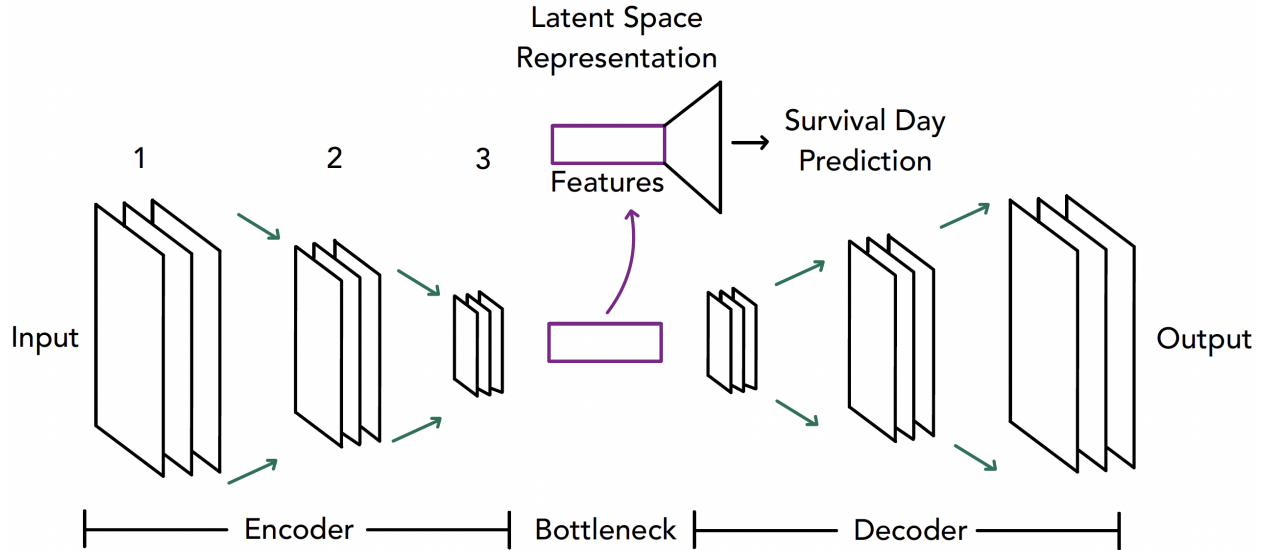 Latent Space
Representation
1
2
3
Survival Day
Prediction
Features
Input
Output
Encoder
Bottleneck
Decoder